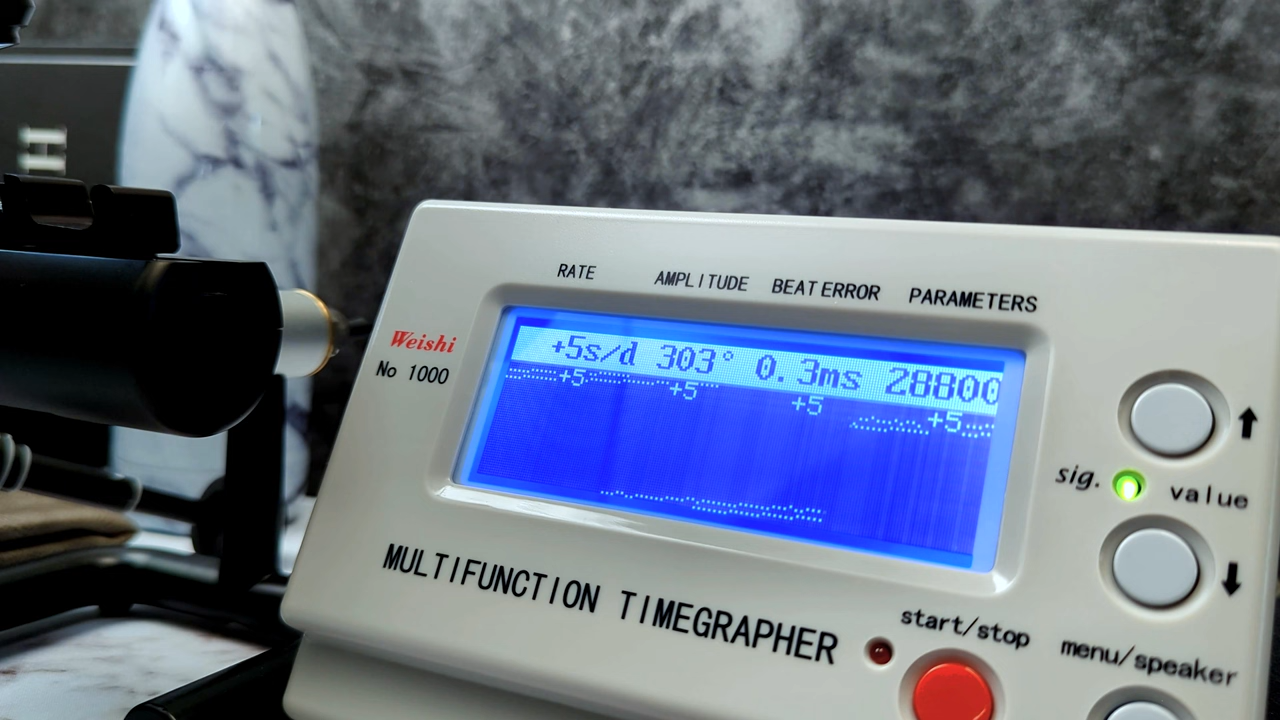 H
RATE AMPLITUDE BEAT ERROR PARAMETERS
Weishi
No 1000
+5s/d 303° 0.3ms 28800
+5 +5 +5 +5
sig. value
MULTIFUNCTION TIMEGRAPHER
start/stop
menu/speaker